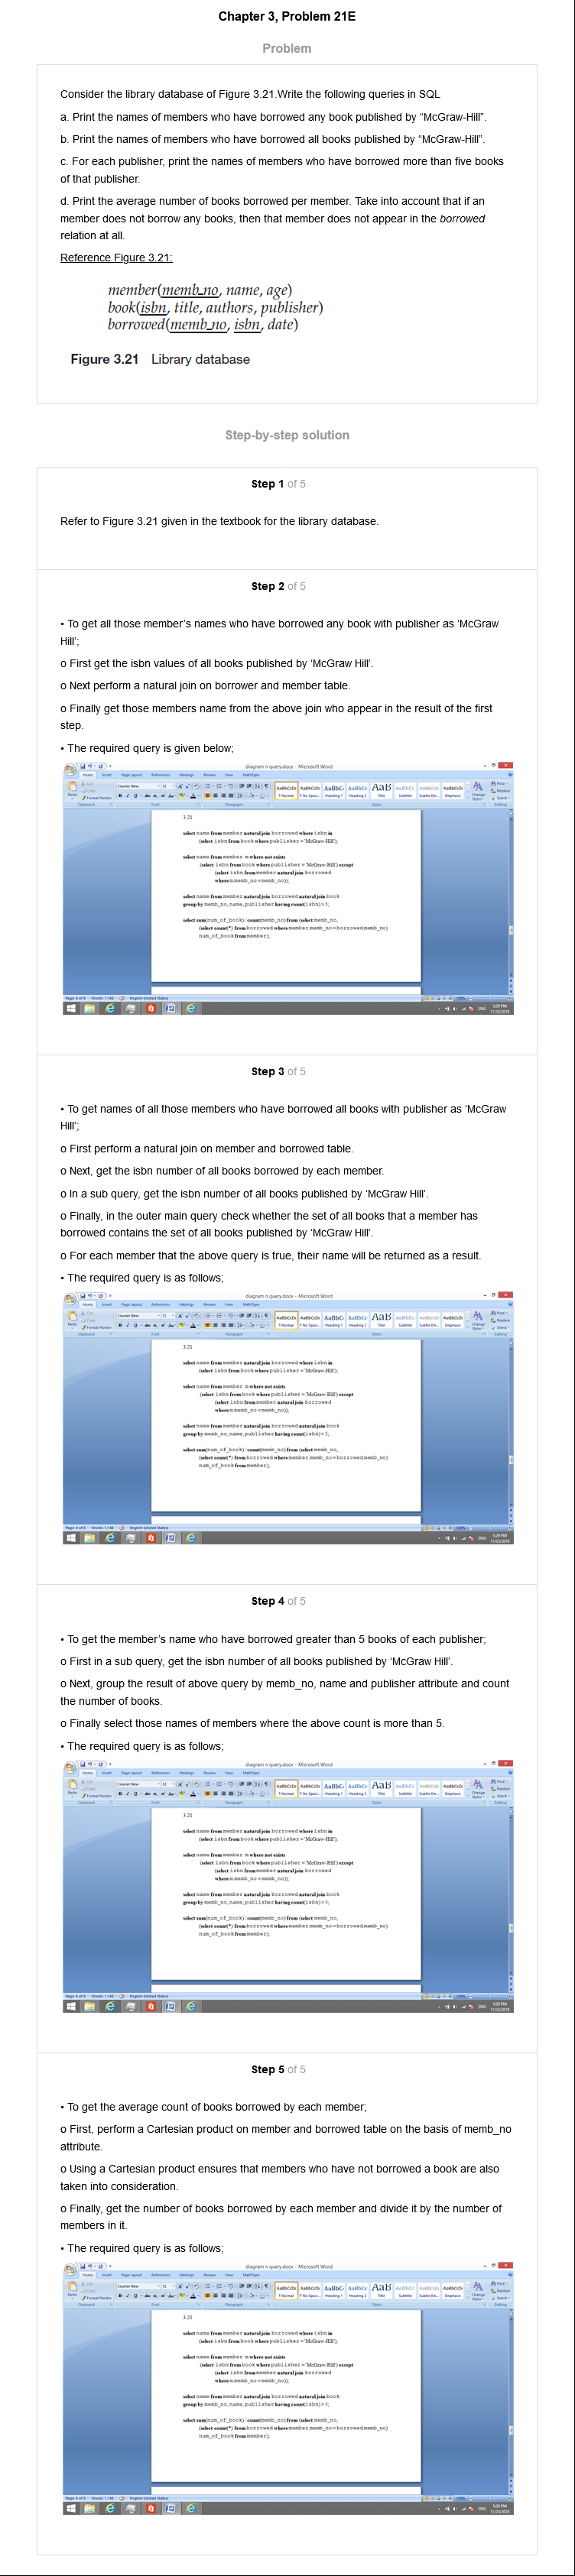 Chapter 3, Problem 21E
Problem
Consider the library database of Figure 3.21.Write the following queries in SQL
a. Print the names of members who have borrowed any book published by “McGraw-Hill”.
b. Print the names of members who have borrowed all books published by “McGraw-Hill”.
c. For each publisher, print the names of members who have borrowed more than five books
of that publisher.
d. Print the average number of books borrowed per member. Take into account that if an
member does not borrow any books, then that member does not appear in the borrowed
relation at all.
Reference Figure 3.21:
member(memb_no, name, age)
book(isbn, title, authors, publisher)
borrowed(memb_no, isbn, date)
Figure 3.21 Library database
Step-by-step solution
Step 1 of 5
Refer to Figure 3.21 given in the textbook for the library database.
Step 2 of 5
• To get all those member’s names who have borrowed any book with publisher as ‘McGraw
Hill’;
o First get the isbn values of all books published by ‘McGraw Hill’.
o Next perform a natural join on borrower and member table.
o Finally get those members name from the above join who appear in the result of the first
step.
• The required query is given below;
diagram n query.docx - Microsoft Word
Home Insert Page Layout References Mailings Review View MathType
3.21
select name from member natural join borrowed where isbn in
(select isbn from book where publisher = 'McGraw-Hill');
select name from member m where not exists
(select isbn from book where publisher = 'McGraw-Hill') except
(select isbn from member natural join borrowed
where m.memb_no = memb_no));
select name from member natural join borrowed natural join book
group by memb_no, name, publisher having count(isbn) > 5;
select sum(num_of_book) / count(memb_no) from (select memb_no,
(select count(*) from borrowed where member.memb_no = borrowed.memb_no)
num_of_book from member);
Step 3 of 5
• To get names of all those members who have borrowed all books with publisher as ‘McGraw
Hill’;
o First perform a natural join on member and borrowed table.
o Next, get the isbn number of all books borrowed by each member.
o In a sub query, get the isbn number of all books published by ‘McGraw Hill’.
o Finally, in the outer main query check whether the set of all books that a member has
borrowed contains the set of all books published by ‘McGraw Hill’.
o For each member that the above query is true, their name will be returned as a result.
• The required query is as follows;
diagram n query.docx - Microsoft Word
Home Insert Page Layout References Mailings Review View MathType
3.21
select name from member natural join borrowed where isbn in
(select isbn from book where publisher = 'McGraw-Hill');
select name from member m where not exists
(select isbn from book where publisher = 'McGraw-Hill') except
(select isbn from member natural join borrowed
where m.memb_no = memb_no));
select name from member natural join borrowed natural join book
group by memb_no, name, publisher having count(isbn) > 5;
select sum(num_of_book) / count(memb_no) from (select memb_no,
(select count(*) from borrowed where member.memb_no = borrowed.memb_no)
num_of_book from member);
Step 4 of 5
• To get the member’s name who have borrowed greater than 5 books of each publisher;
o First in a sub query, get the isbn number of all books published by ‘McGraw Hill’.
o Next, group the result of above query by memb_no, name and publisher attribute and count
the number of books.
o Finally select those names of members where the above count is more than 5.
• The required query is as follows;
diagram n query.docx - Microsoft Word
Home Insert Page Layout References Mailings Review View MathType
3.21
select name from member natural join borrowed where isbn in
(select isbn from book where publisher = 'McGraw-Hill');
select name from member m where not exists
(select isbn from book where publisher = 'McGraw-Hill') except
(select isbn from member natural join borrowed
where m.memb_no = memb_no));
select name from member natural join borrowed natural join book
group by memb_no, name, publisher having count(isbn) > 5;
select sum(num_of_book) / count(memb_no) from (select memb_no,
(select count(*) from borrowed where member.memb_no = borrowed.memb_no)
num_of_book from member);
Step 5 of 5
• To get the average count of books borrowed by each member;
o First, perform a Cartesian product on member and borrowed table on the basis of memb_no
attribute.
o Using a Cartesian product ensures that members who have not borrowed a book are also
taken into consideration.
o Finally, get the number of books borrowed by each member and divide it by the number of
members in it.
• The required query is as follows;
diagram n query.docx - Microsoft Word
Home Insert Page Layout References Mailings Review View MathType
3.21
select name from member natural join borrowed where isbn in
(select isbn from book where publisher = 'McGraw-Hill');
select name from member m where not exists
(select isbn from book where publisher = 'McGraw-Hill') except
(select isbn from member natural join borrowed
where m.memb_no = memb_no));
select name from member natural join borrowed natural join book
group by memb_no, name, publisher having count(isbn) > 5;
select sum(num_of_book) / count(memb_no) from (select memb_no,
(select count(*) from borrowed where member.memb_no = borrowed.memb_no)
num_of_book from member);